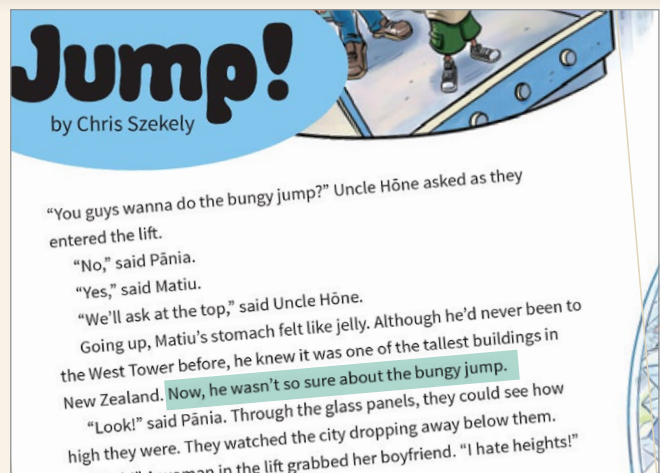 Jump!
by Chris Szekely
“You guys wanna do the bungy jump?” Uncle Hōne asked as they
entered the lift.
“No,” said Pānia.
“Yes,” said Matiu.
“We’ll ask at the top,” said Uncle Hōne.
Going up, Matiu’s stomach felt like jelly. Although he’d never been to
the West Tower before, he knew it was one of the tallest buildings in
New Zealand. Now, he wasn’t so sure about the bungy jump.
“Look!” said Pānia. Through the glass panels, they could see how
high they were. They watched the city dropping away below them.
woman in the lift grabbed her boyfriend. “I hate heights!”